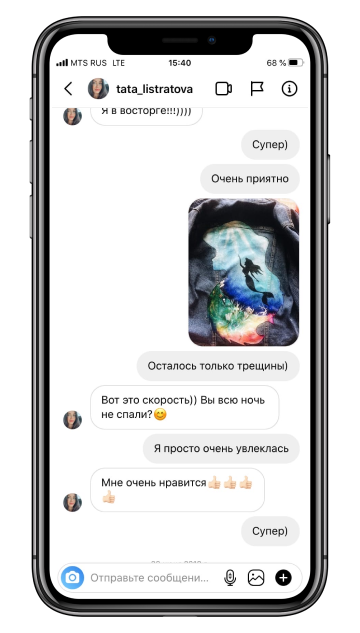 MTS RUS LTE 15:40 68 %
tata_listratova
Я в восторге!!!))))
Супер)
Очень приятно
Осталось только трещины)
Вот это скорость)) Вы всю ночь
не спали?😊
Я просто очень увлеклась
Мне очень нравится👍🏻👍🏻👍🏻
👍🏻
Супер)
Отправьте сообщени...